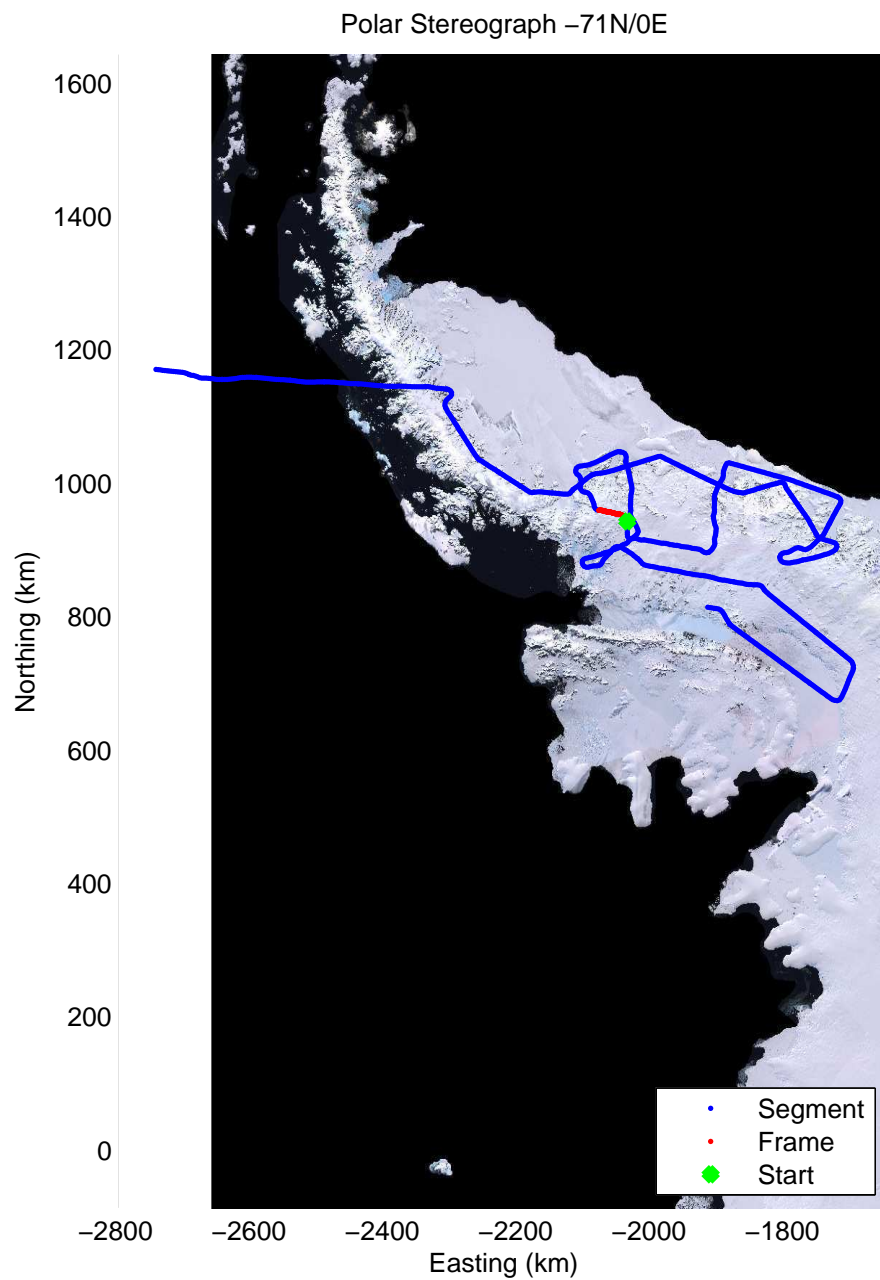 Polar Stereograph −71N/0E
1600
1400
1200
1000
800
600
400
200
0
Northing (km)
−2800 −2600 −2400 −2200 −2000 −1800
Easting (km)
Segment
Frame
Start